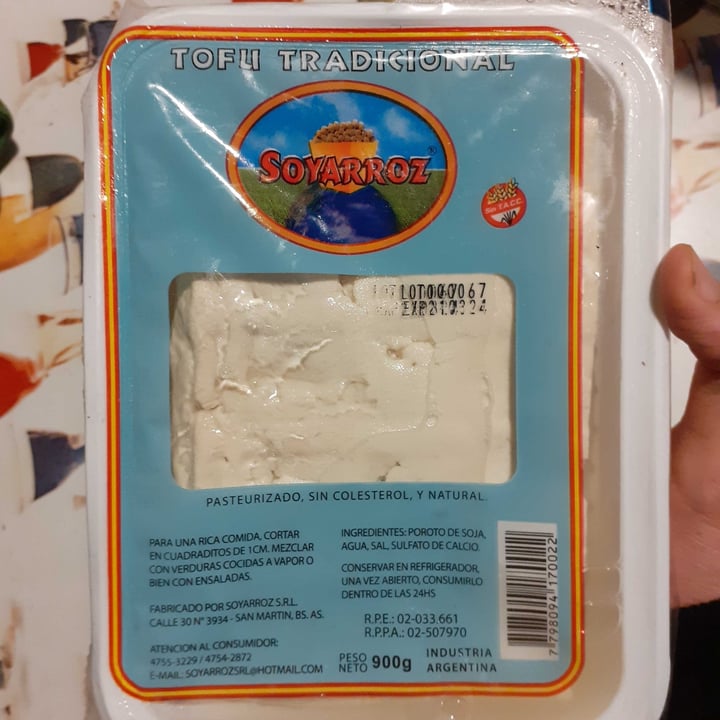 TOFU TRADICIONAL
SOYARROZ®
Sin T.A.C.C.
PASTEURIZADO, SIN COLESTEROL, Y NATURAL.
PARA UNA RICA COMIDA, CORTAR
EN CUADRADITOS DE 1CM. MEZCLAR
CON VERDURAS COCIDAS A VAPOR O
BIEN CON ENSALADAS.
FABRICADO POR SOYARROZ S.R.L.
CALLE 30 N° 3934 - SAN MARTIN, BS. AS.
ATENCION AL CONSUMIDOR:
4755-3229 / 4754-2872
E-MAIL: SOYARROZSRL@HOTMAIL.COM
INGREDIENTES: POROTO DE SOJA,
AGUA, SAL, SULFATO DE CALCIO.
CONSERVAR EN REFRIGERADOR,
UNA VEZ ABIERTO, CONSUMIRLO
DENTRO DE LAS 24HS
R.P.E.: 02-033.661
R.P.P.A.: 02-507970
PESO
NETO 900g
INDUSTRIA
ARGENTINA
7 798094 170022